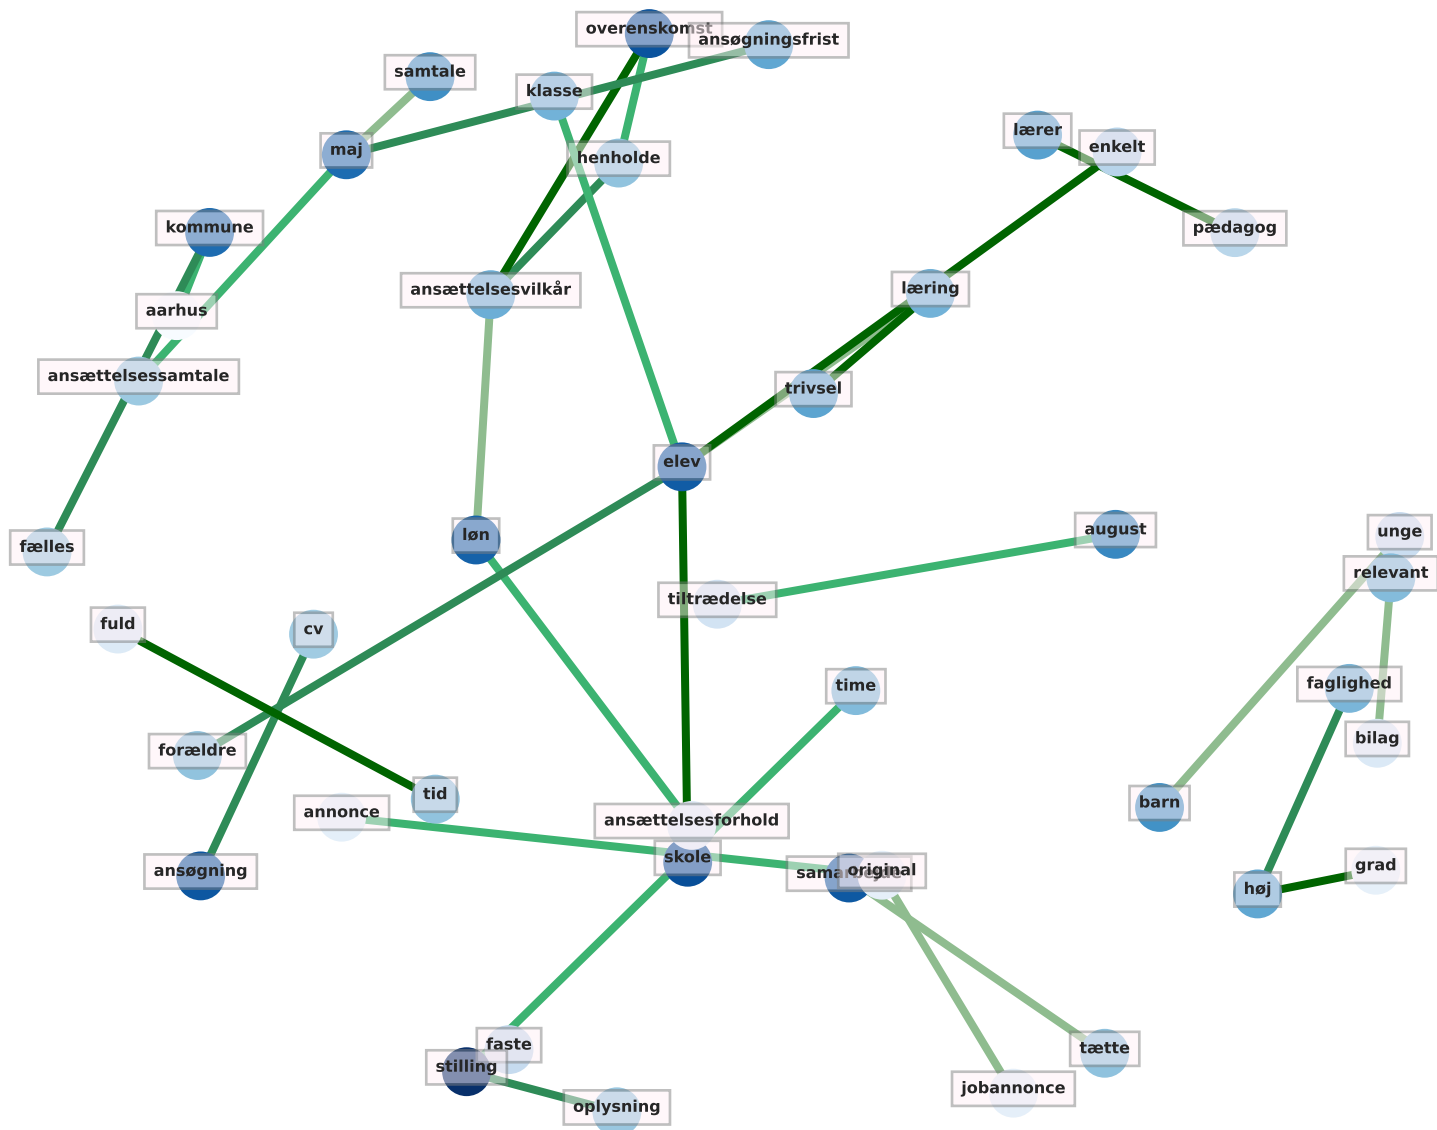 overenskomst
ansøgningsfrist
samtale
klasse
lærer
enkelt
maj
henholde
kommune
pædagog
ansættelsesvilkår
læring
aarhus
ansættelsessamtale
trivsel
elev
løn
august
unge
fælles
relevant
tiltrædelse
fuld
cv
time
faglighed
forældre
bilag
tid
barn
annonce
ansættelsesforhold
skole
ansøgning
samarbejde
original
grad
høj
faste
tætte
stilling
jobannonce
oplysning